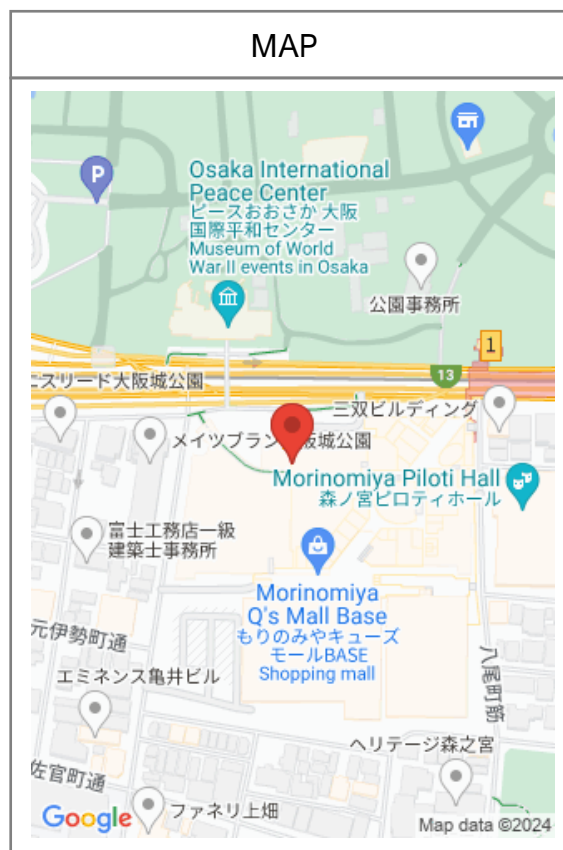 MAP
P
Osaka International
Peace Center
ピースおおさか 大阪
国際平和センター
Museum of World
War II events in Osaka
公園事務所
1
13
ニスリード大阪城公園
三双ビルディング
メイツブラン
阪城公園
Morinomiya Piloti Hall
森ノ宮ピロティホール
富士工務店一級
建築士事務所
Morinomiya
Q's Mall Base
もりのみやキューズ
モールBASE
Shopping mall
元伊勢町通
エミネンス亀井ビル
八尾町筋
ヘリテージ森之宮
佐官町通
ファネリ上畑
Google
Map data ©2024